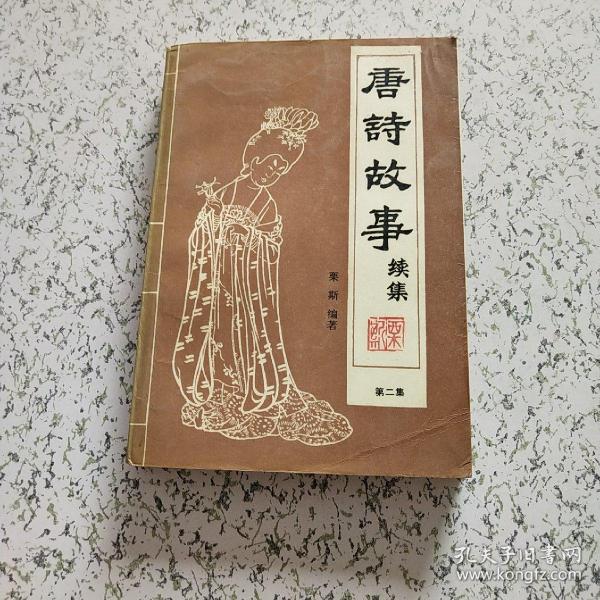 唐詩故事
续集
第二集
栗斯 编著
孔夫子旧书网
www.kongfz.com